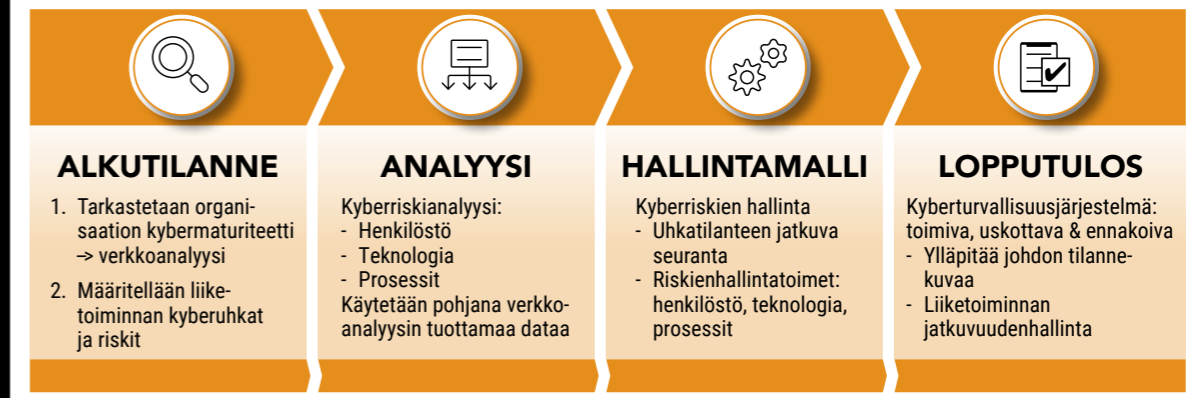 ALKUTILANNE
1. Tarkastetaan organi-
saation kybermaturiteetti
-> verkkoanalyysi
2. Määritellään liike-
toiminnan kyberuhkat
ja riskit
ANALYYSI
Kyberriskianalyysi:
- Henkilöstö
- Teknologia
- Prosessit
Käytetään pohjana verkko-
analyysin tuottamaa dataa
HALLINTAMALLI
Kyberriskien hallinta
- Uhkatilanteen jatkuva
seuranta
- Riskienhallintatoimet:
henkilöstö, teknologia,
prosessit
LOPPUTULOS
Kyberturvallisuusjärjestelmä:
toimiva, uskottava & ennakoiva
- Ylläpitää johdon tilanne-
kuvaa
- Liiketoiminnan
jatkuvuudenhallinta